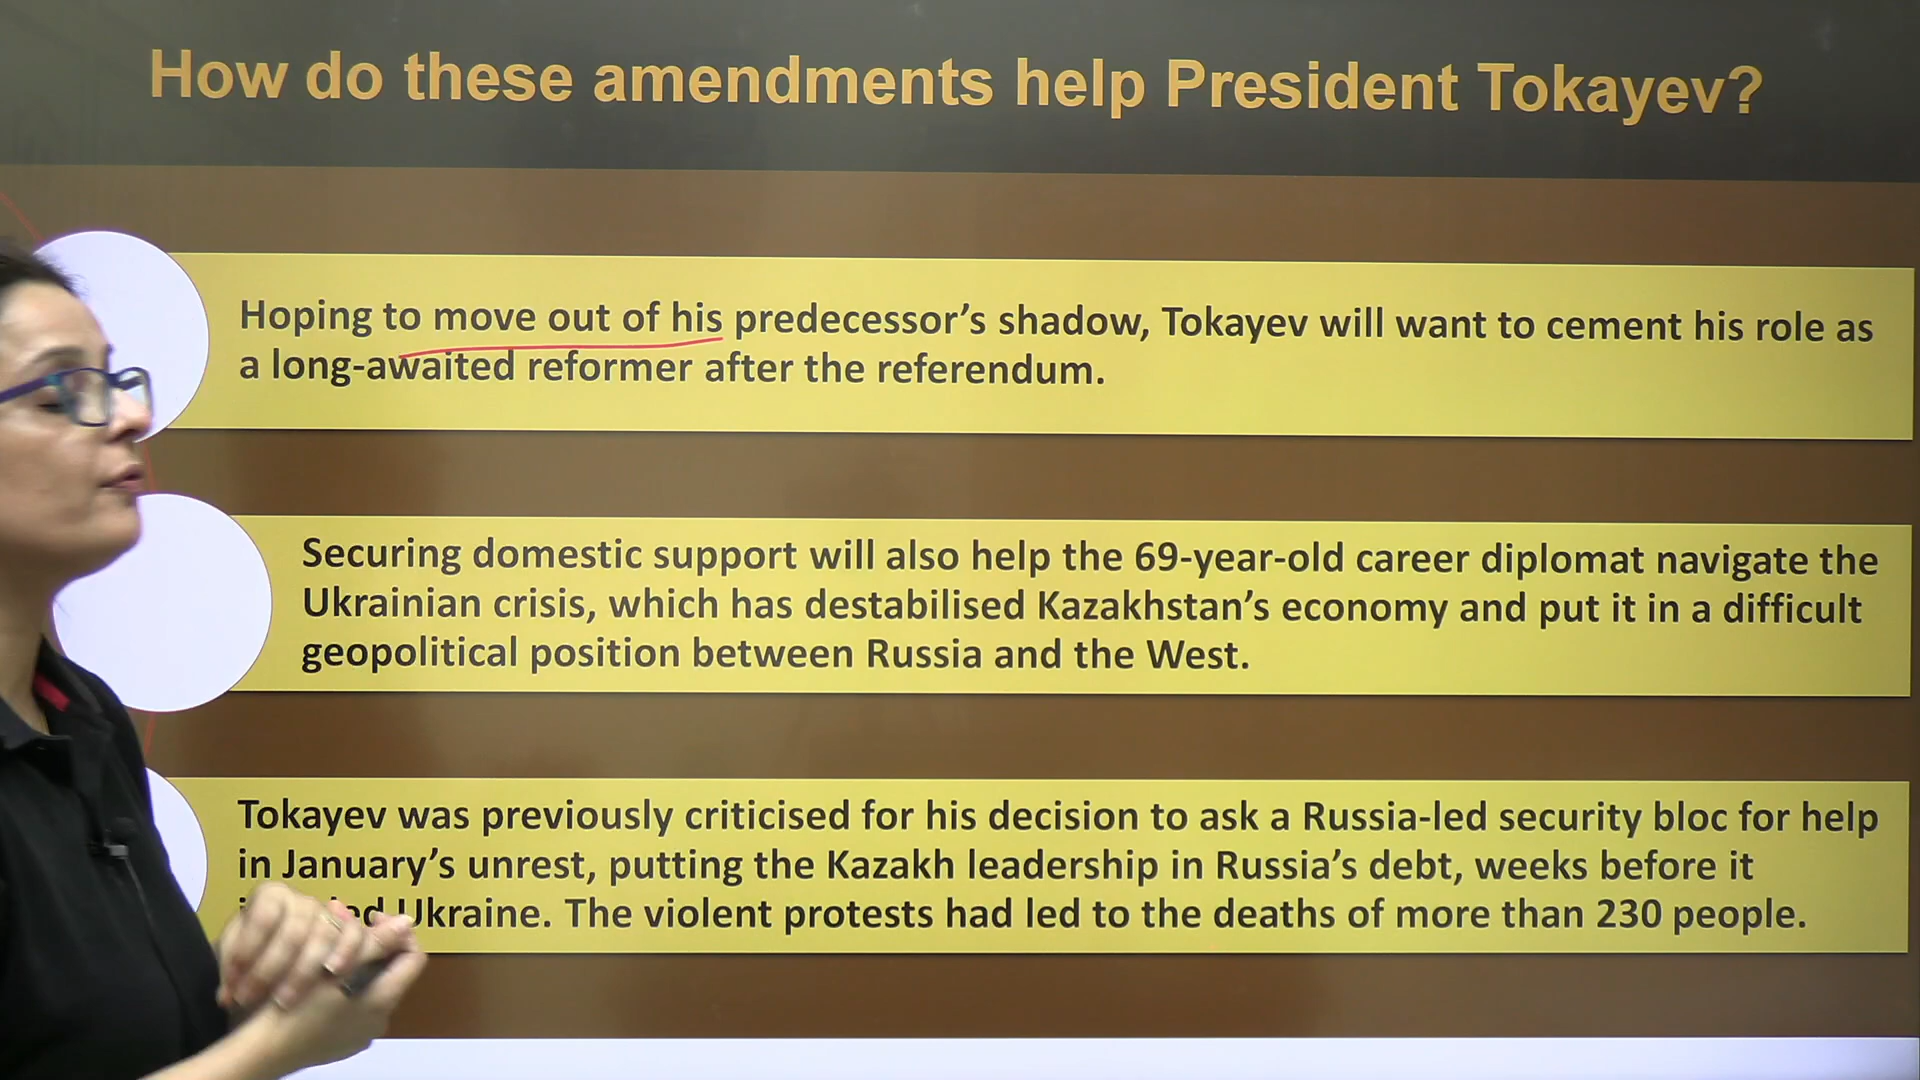 How do these amendments help President Tokayev?
Hoping to move out of his predecessor's shadow, Tokayev will want to cement his role as
a long-awaited reformer after the referendum.
Securing domestic support will also help the 69-year-old career diplomat navigate the
Ukrainian crisis, which has destabilised Kazakhstan's economy and put it in a difficult
geopolitical position between Russia and the West.
Tokayev was previously criticised for his decision to ask a Russia-led security bloc for help
in January's unrest, putting the Kazakh leadership in Russia's debt, weeks before it
Ukraine. The violent protests had led to the deaths of more than 230 people.